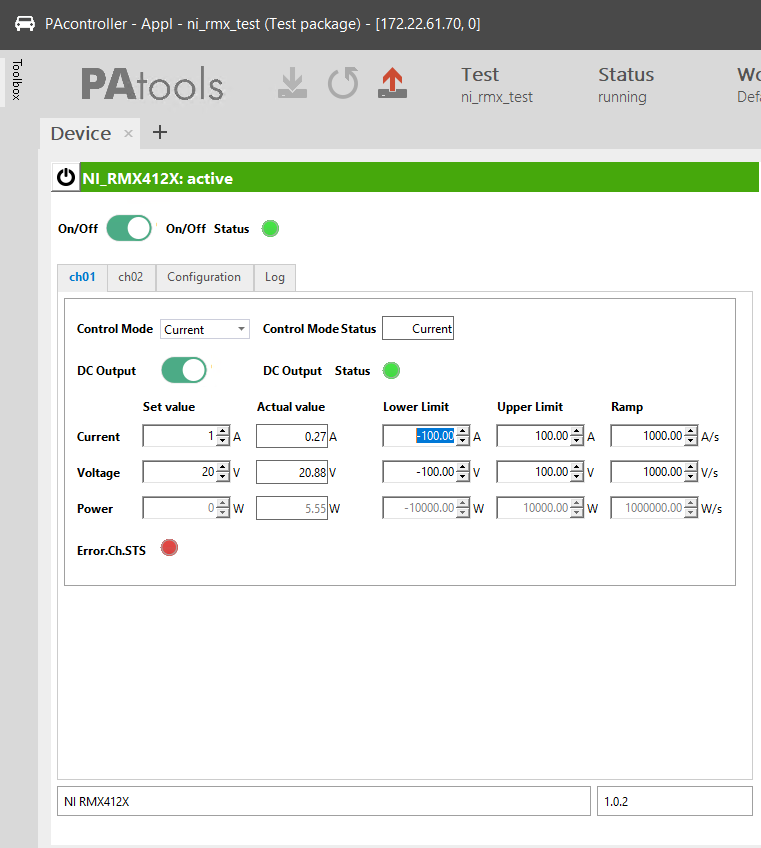 PAcontroller - Appl - ni_rmx_test (Test package) - [172.22.61.70, 0]
Toolbox
PAtools
Test
Status
ni_rmx_test
running
Device × +
NI_RMX412X: active
On/Off
On/Off Status
ch01 ch02 Configuration Log
Control Mode Current Control Mode Status Current
DC Output DC Output Status
Set value Actual value Lower Limit Upper Limit Ramp
Current 1 A 0.27 A -100.00 A 100.00 A 1000.00 A/s
Voltage 20 V 20.88 V -100.00 V 100.00 V 1000.00 V/s
Power 0 W 5.55 W -10000.00 W 10000.00 W 1000000.00 W/s
Error.Ch.STS
NI RMX412X 1.0.2